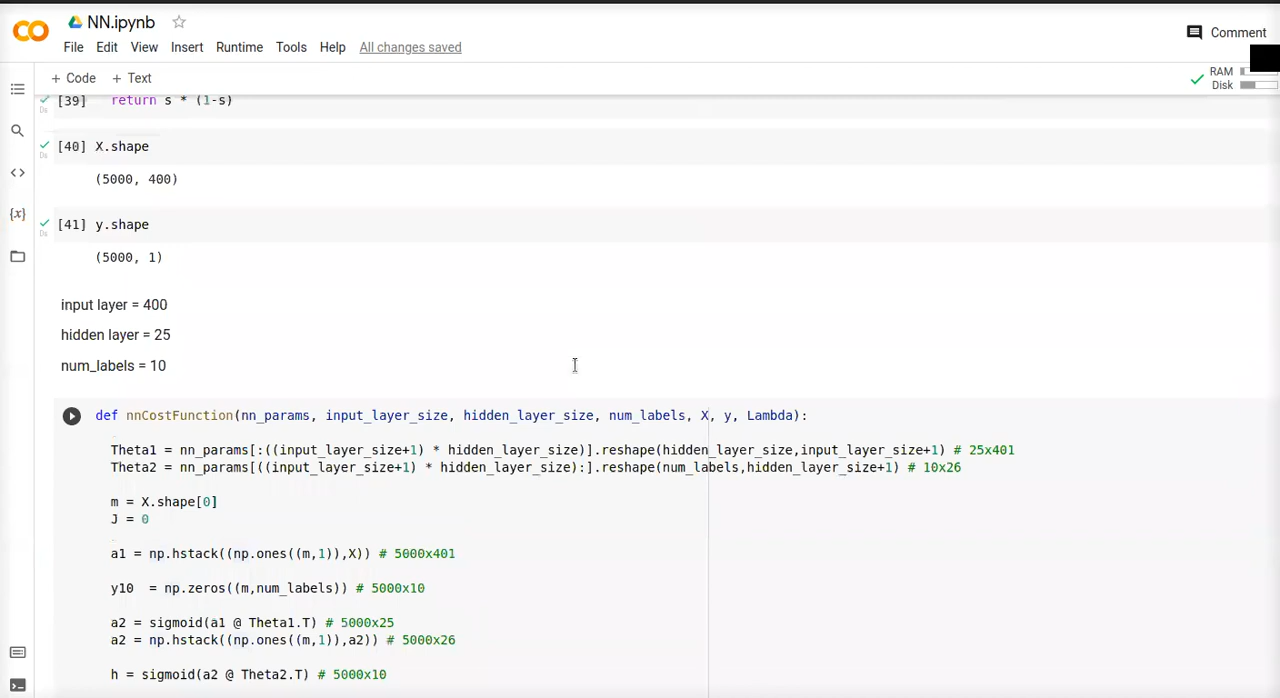 NN.ipynb
File Edit View Insert Runtime Tools Help All changes saved
Comment
+ Code + Text
RAM
Disk
[39] return s * (1-s)
[40] X.shape
(5000, 400)
[41] y.shape
(5000, 1)
input layer = 400
hidden layer = 25
num_labels = 10
def nnCostFunction(nn_params, input_layer_size, hidden_layer_size, num_labels, X, y, Lambda):
Theta1 = nn_params[:((input_layer_size+1) * hidden_layer_size)].reshape(hidden_layer_size,input_layer_size+1) # 25x401
Theta2 = nn_params[((input_layer_size+1) * hidden_layer_size):].reshape(num_labels,hidden_layer_size+1) # 10x26
m = X.shape[0]
J = 0
a1 = np.hstack((np.ones((m,1)),X)) # 5000x401
y10  = np.zeros((m,num_labels)) # 5000x10
a2 = sigmoid(a1 @ Theta1.T) # 5000x25
a2 = np.hstack((np.ones((m,1)),a2)) # 5000x26
h = sigmoid(a2 @ Theta2.T) # 5000x10